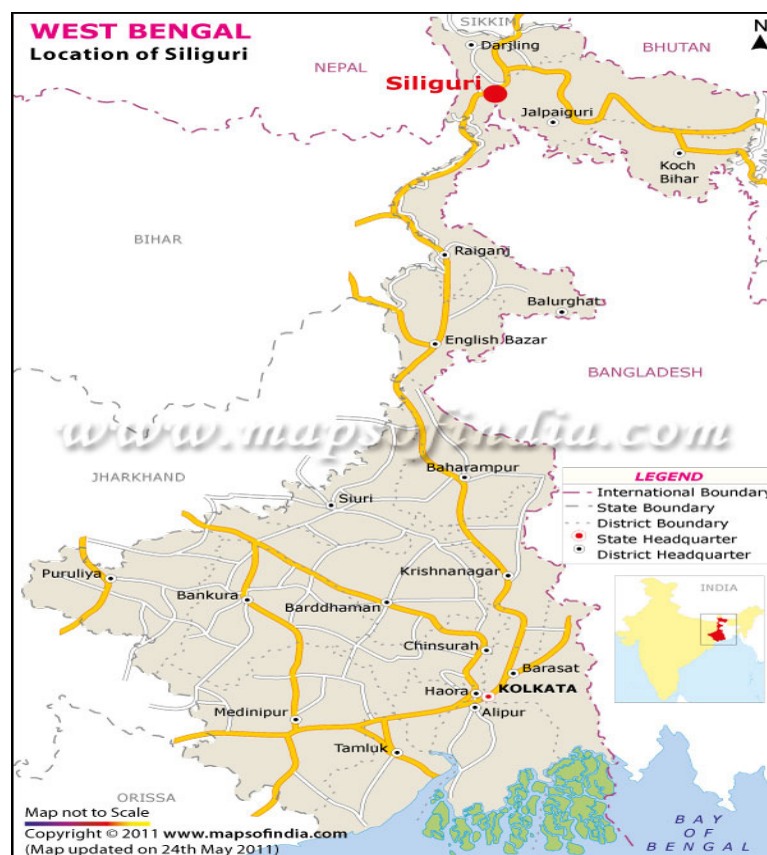 WEST BENGAL
Location of Siliguri
SIKKIM
N
Darjling
BHUTAN
NEPAL
Siliguri
Jalpaiguri
Koch
Bihar
ASSAM
BIHAR
Raiganj
Balurghat
English Bazar
BANGLADESH
www.mapsofindia.com
Baharampur
JHARKHAND
LEGEND
International Boundary
State Boundary
District Boundary
State Headquarter
District Headquarter
Siuri
Puruliya
Krishnanagar
INDIA
Bankura
Barddhaman
Chinsurah
Barasat
Haora
KOLKATA
Alipur
Medinipur
Tamluk
ORISSA
Map not to Scale
Copyright © 2011 www.mapsofindia.com
(Map updated on 24th May 2011)
BAY
OF
BENGAL